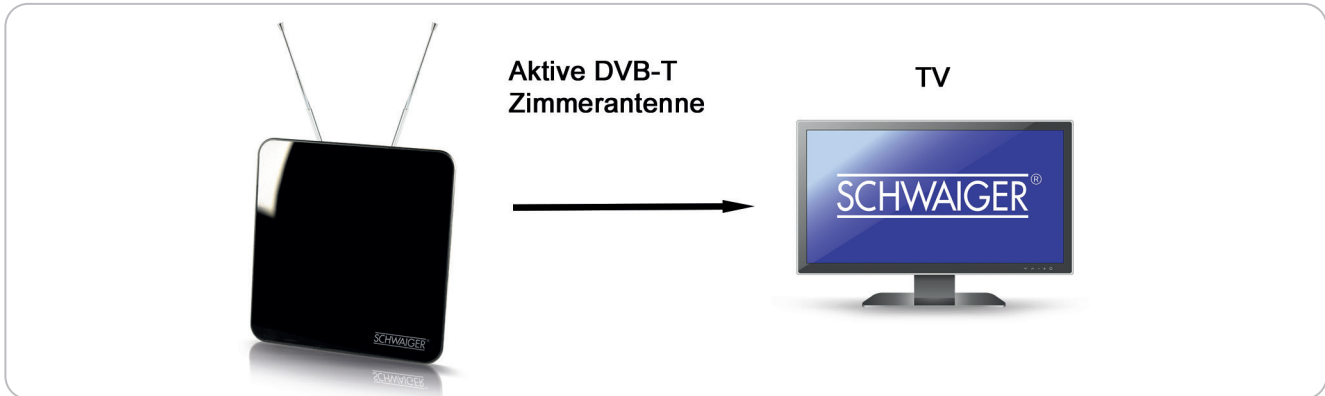 Aktive DVB-T
Zimmerantenne
TV
SCHWAIGER®
SCHWAIGER®